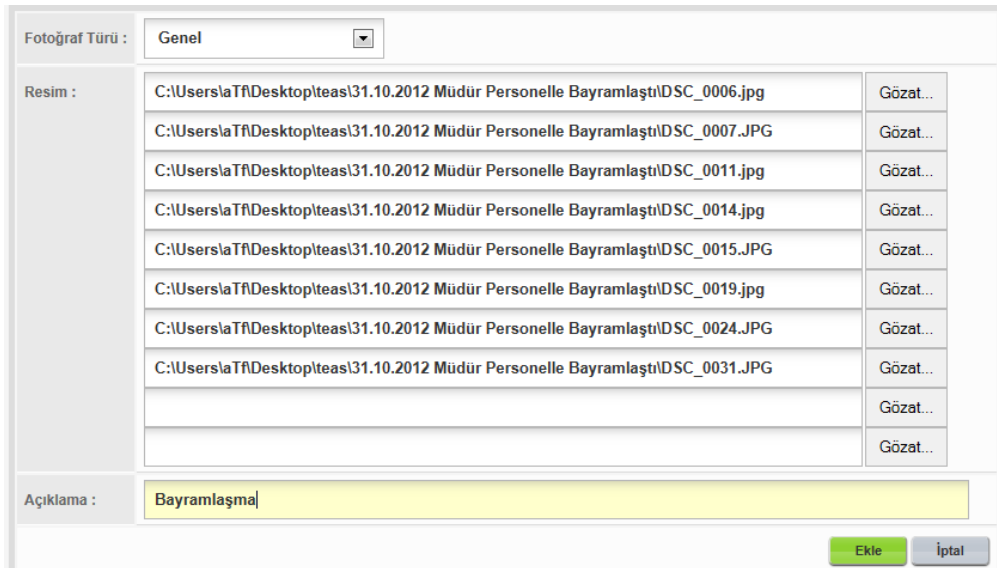 Fotoğraf Türü : Genel
Resim : C:\Users\aTf\Desktop\teas\31.10.2012 Müdür Personelle Bayramlaştı\DSC_0006.jpg Gözat...
C:\Users\aTf\Desktop\teas\31.10.2012 Müdür Personelle Bayramlaştı\DSC_0007.JPG Gözat...
C:\Users\aTf\Desktop\teas\31.10.2012 Müdür Personelle Bayramlaştı\DSC_0011.jpg Gözat...
C:\Users\aTf\Desktop\teas\31.10.2012 Müdür Personelle Bayramlaştı\DSC_0014.jpg Gözat...
C:\Users\aTf\Desktop\teas\31.10.2012 Müdür Personelle Bayramlaştı\DSC_0015.JPG Gözat...
C:\Users\aTf\Desktop\teas\31.10.2012 Müdür Personelle Bayramlaştı\DSC_0019.jpg Gözat...
C:\Users\aTf\Desktop\teas\31.10.2012 Müdür Personelle Bayramlaştı\DSC_0024.JPG Gözat...
C:\Users\aTf\Desktop\teas\31.10.2012 Müdür Personelle Bayramlaştı\DSC_0031.JPG Gözat...
Gözat...
Gözat...
Açıklama : Bayramlaşma
Ekle İptal